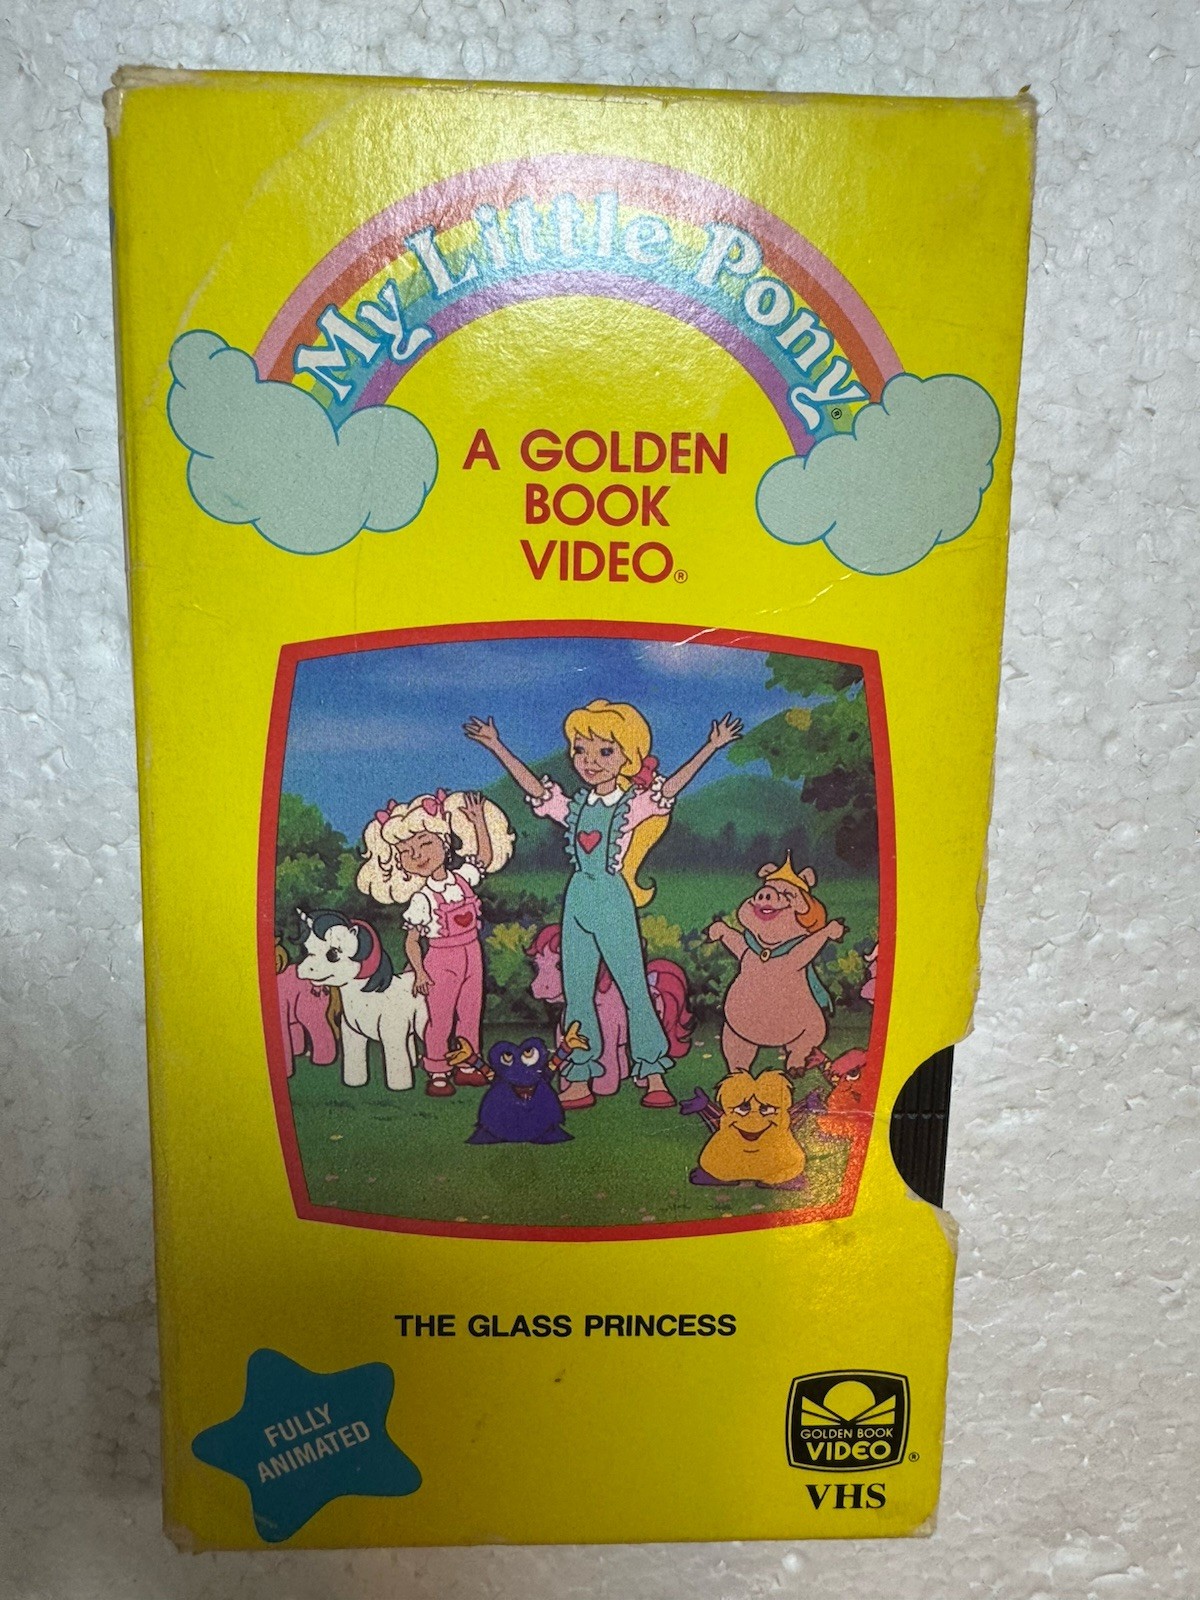 My Little Pony®
A GOLDEN
BOOK
VIDEO®
THE GLASS PRINCESS
FULLY
ANIMATED
GOLDEN BOOK
VIDEO®
VHS